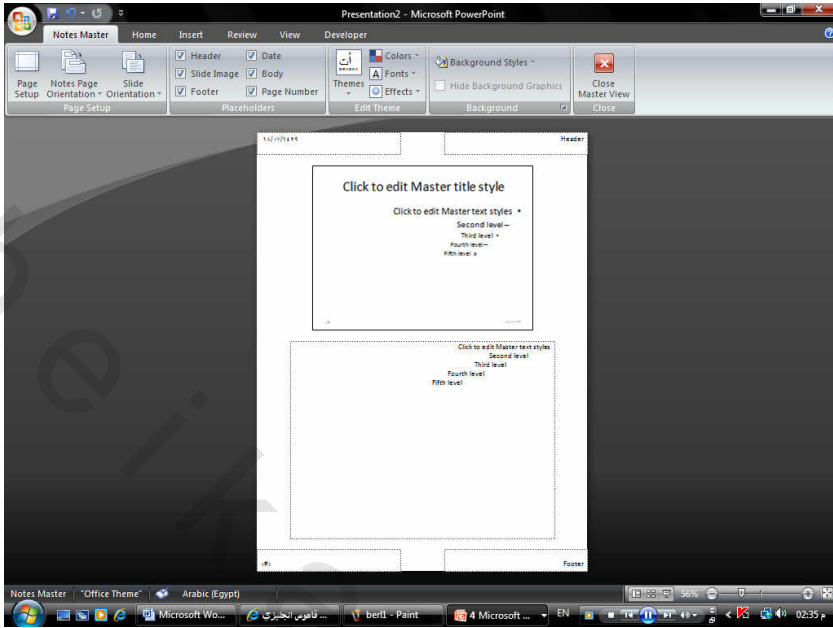 Presentation2 - Microsoft PowerPoint
Notes Master Home Insert Review View Developer
Page Setup
Notes Page Orientation
Slide Orientation
Page Setup
Header Date
Slide Image Body
Footer Page Number
Placeholders
Themes
Colors
Fonts
Effects
Edit Theme
Background Styles
Hide Background Graphics
Background
Close Master View
Close
Header
Click to edit Master title style
Click to edit Master text styles •
Second level –
Third level •
Fourth level –
Fifth level »
Click to edit Master text styles
Second level
Third level
Fourth level
Fifth level
Footer
Notes Master "Office Theme" Arabic (Egypt) 56%
Microsoft Wo... قاموس انجليزي ... berl1 - Paint 4 Microsoft ... EN 02:35 م